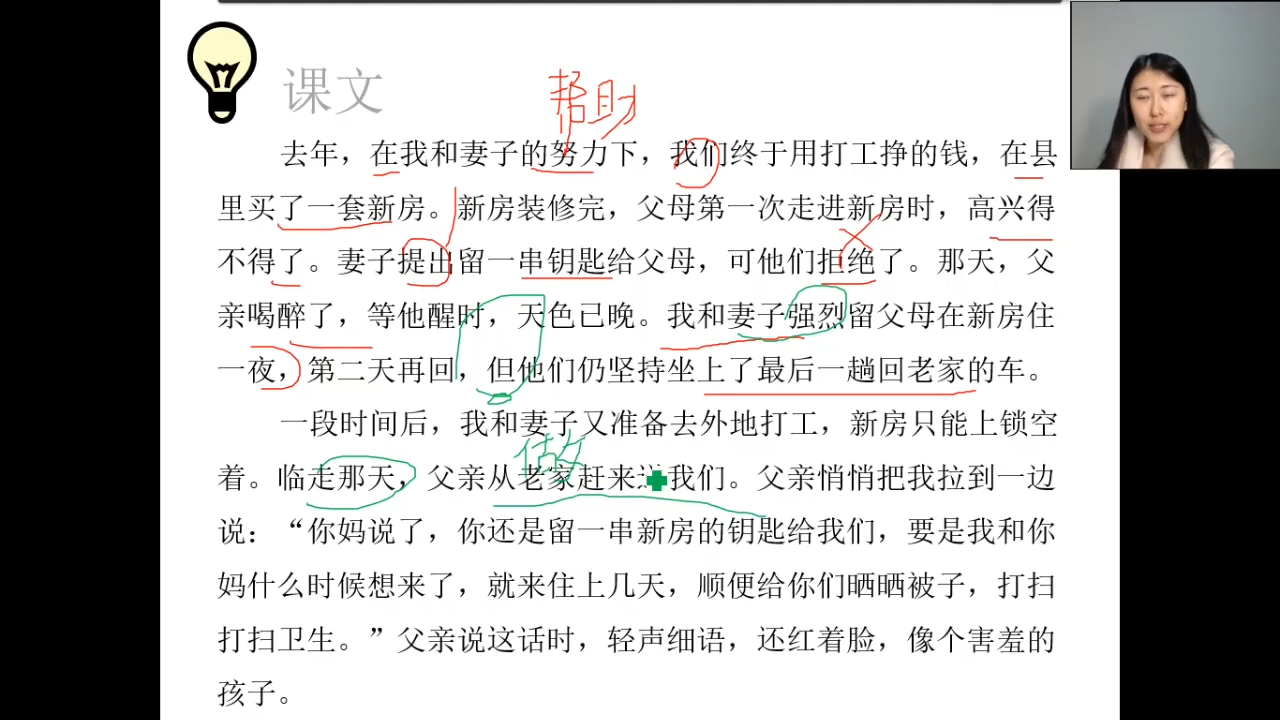 课文
帮助
去年，在我和妻子的努力下，我们终于用打工挣的钱，在县
里买了一套新房。新房装修完，父母第一次走进新房时，高兴得
不得了。妻子提出留一串钥匙给父母，可他们拒绝了。那天，父
亲喝醉了，等他醒时，天色已晚。我和妻子强烈留父母在新房住
一夜，第二天再回，但他们仍坚持坐上了最后一趟回老家的车。
一段时间后，我和妻子又准备去外地打工，新房只能上锁空
做
着。临走那天，父亲从老家赶来我们。父亲悄悄把我拉到一边
说：“你妈说了，你还是留一串新房的钥匙给我们，要是我和你
妈什么时候想来了，就来住上几天，顺便给你们晒晒被子，打扫
打扫卫生。”父亲说这话时，轻声细语，还红着脸，像个害羞的
孩子。